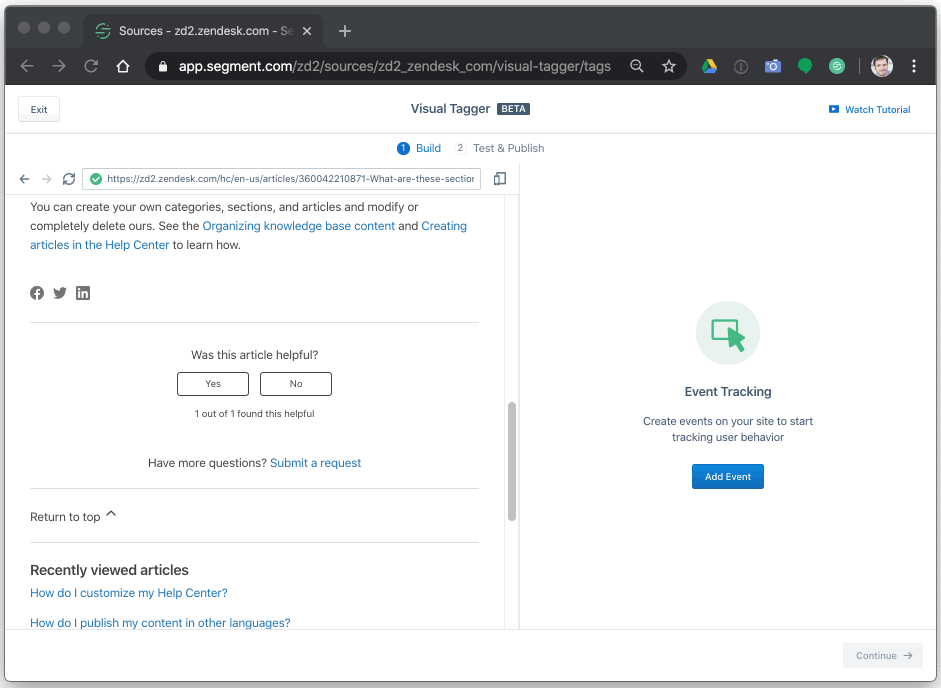 Sources - zd2.zendesk.com - Se
app.segment.com/zd2/sources/zd2_zendesk_com/visual-tagger/tags
Exit
Visual Tagger BETA
Watch Tutorial
1 Build 2 Test & Publish
https://zd2.zendesk.com/hc/en-us/articles/360042210871-What-are-these-section
You can create your own categories, sections, and articles and modify or
completely delete ours. See the Organizing knowledge base content and Creating
articles in the Help Center to learn how.
Was this article helpful?
Yes No
1 out of 1 found this helpful
Have more questions? Submit a request
Return to top
Recently viewed articles
How do I customize my Help Center?
How do I publish my content in other languages?
Event Tracking
Create events on your site to start
tracking user behavior
Add Event
Continue